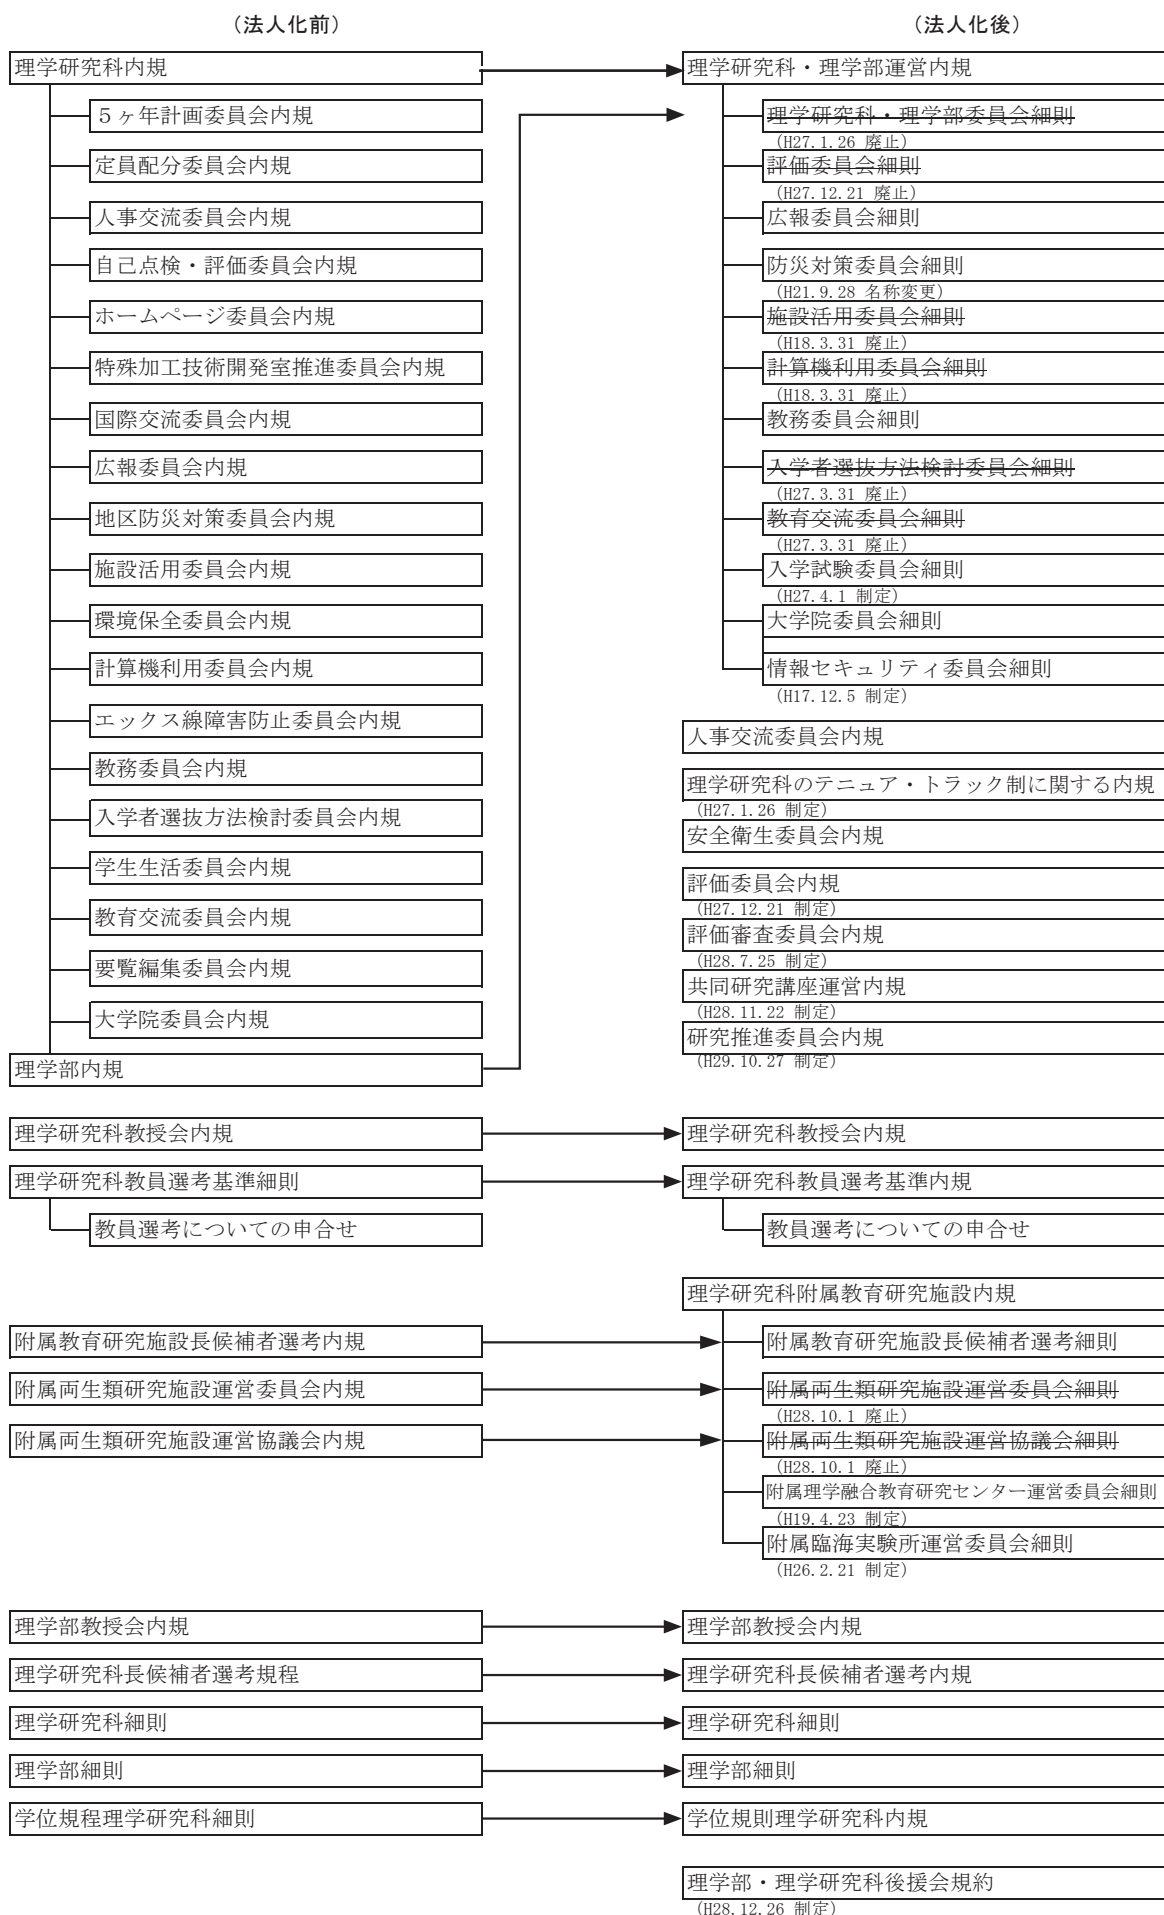 （法人化前）
理学研究科内規
５ヶ年計画委員会内規
定員配分委員会内規
人事交流委員会内規
自己点検・評価委員会内規
ホームページ委員会内規
特殊加工技術開発室推進委員会内規
国際交流委員会内規
広報委員会内規
地区防災対策委員会内規
施設活用委員会内規
環境保全委員会内規
計算機利用委員会内規
エックス線障害防止委員会内規
教務委員会内規
入学者選抜方法検討委員会内規
学生生活委員会内規
教育交流委員会内規
要覧編集委員会内規
大学院委員会内規
理学部内規
理学研究科教授会内規
理学研究科教員選考基準細則
教員選考についての申合せ
附属教育研究施設長候補者選考内規
附属両生類研究施設運営委員会内規
附属両生類研究施設運営協議会内規
理学部教授会内規
理学研究科長候補者選考規程
理学研究科細則
理学部細則
学位規程理学研究科細則
（法人化後）
理学研究科・理学部運営内規
理学研究科・理学部委員会細則
（H27.1.26 廃止）
評価委員会細則
（H27.12.21 廃止）
広報委員会細則
防災対策委員会細則
（H21.9.28 名称変更）
施設活用委員会細則
（H18.3.31 廃止）
計算機利用委員会細則
（H18.3.31 廃止）
教務委員会細則
入学者選抜方法検討委員会細則
（H27.3.31 廃止）
教育交流委員会細則
（H27.3.31 廃止）
入学試験委員会細則
（H27.4.1 制定）
大学院委員会細則
情報セキュリティ委員会細則
（H17.12.5 制定）
人事交流委員会内規
理学研究科のテニュア・トラック制に関する内規
（H27.1.26 制定）
安全衛生委員会内規
評価委員会内規
（H27.12.21 制定）
評価審査委員会内規
（H28.7.25 制定）
共同研究講座運営内規
（H28.11.22 制定）
研究推進委員会内規
（H29.10.27 制定）
理学研究科教授会内規
理学研究科教員選考基準内規
教員選考についての申合せ
理学研究科附属教育研究施設内規
附属教育研究施設長候補者選考細則
附属両生類研究施設運営委員会細則
（H28.10.1 廃止）
附属両生類研究施設運営協議会細則
（H28.10.1 廃止）
附属理学融合教育研究センター運営委員会細則
（H19.4.23 制定）
附属臨海実験所運営委員会細則
（H26.2.21 制定）
理学部教授会内規
理学研究科長候補者選考内規
理学研究科細則
理学部細則
学位規則理学研究科内規
理学部・理学研究科後援会規約
（H28.12.26 制定）